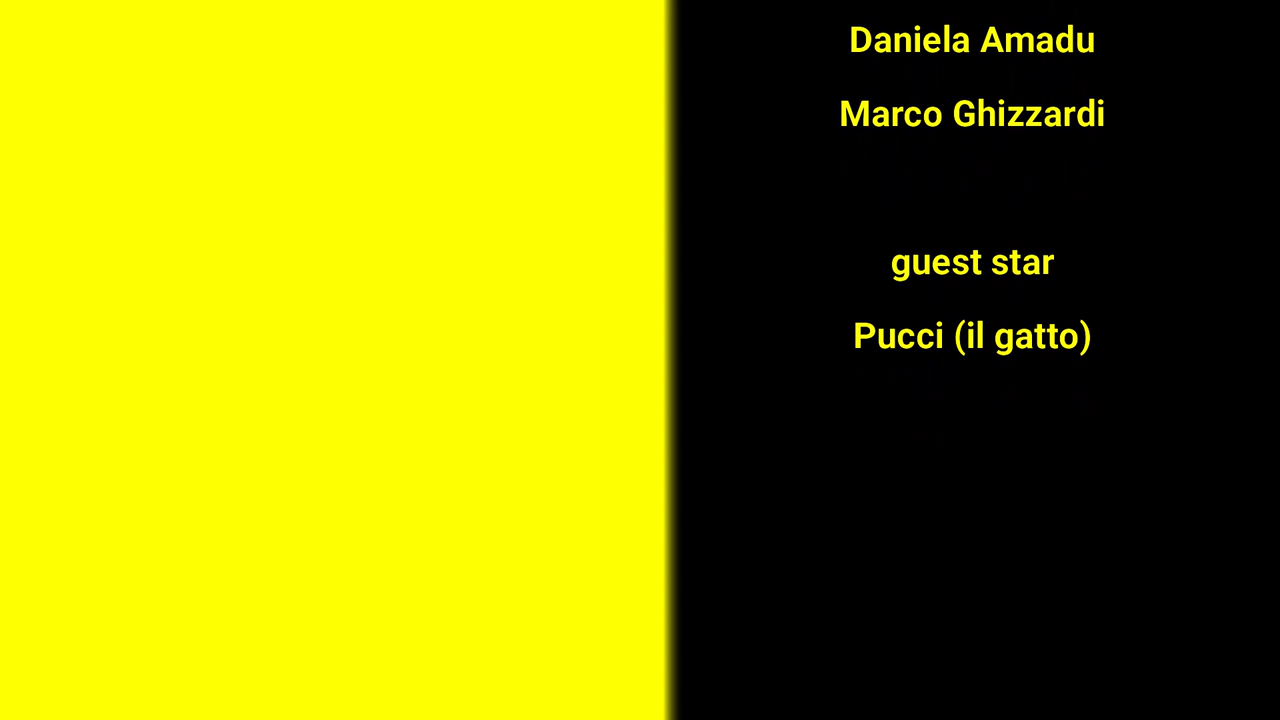 Daniela Amadu
Marco Ghizzardi
guest star
Pucci (il gatto)